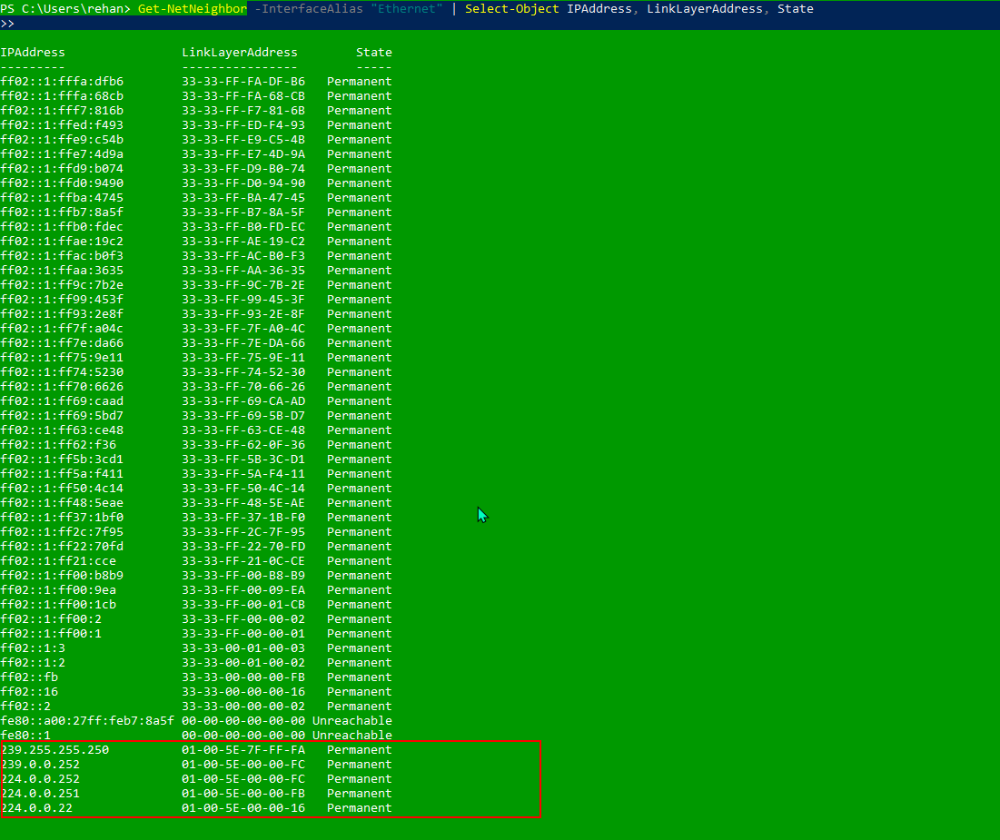 PS C:\Users\rehan> Get-NetNeighbor -InterfaceAlias "Ethernet" | Select-Object IPAddress, LinkLayerAddress, State
>>
IPAddress LinkLayerAddress State
--------- ---------------- -----
ff02::1:fffa:dfb6 33-33-FF-FA-DF-B6 Permanent
ff02::1:fffa:68cb 33-33-FF-FA-68-CB Permanent
ff02::1:fff7:816b 33-33-FF-F7-81-6B Permanent
ff02::1:ffed:f493 33-33-FF-ED-F4-93 Permanent
ff02::1:ffe9:c54b 33-33-FF-E9-C5-4B Permanent
ff02::1:ffe7:4d9a 33-33-FF-E7-4D-9A Permanent
ff02::1:ffd9:b074 33-33-FF-D9-B0-74 Permanent
ff02::1:ffd0:9490 33-33-FF-D0-94-90 Permanent
ff02::1:ffba:4745 33-33-FF-BA-47-45 Permanent
ff02::1:ffb7:8a5f 33-33-FF-B7-8A-5F Permanent
ff02::1:ffb0:fdec 33-33-FF-B0-FD-EC Permanent
ff02::1:ffae:19c2 33-33-FF-AE-19-C2 Permanent
ff02::1:ffac:b0f3 33-33-FF-AC-B0-F3 Permanent
ff02::1:ffaa:3635 33-33-FF-AA-36-35 Permanent
ff02::1:ff9c:7b2e 33-33-FF-9C-7B-2E Permanent
ff02::1:ff99:453f 33-33-FF-99-45-3F Permanent
ff02::1:ff93:2e8f 33-33-FF-93-2E-8F Permanent
ff02::1:ff7f:a04c 33-33-FF-7F-A0-4C Permanent
ff02::1:ff7e:da66 33-33-FF-7E-DA-66 Permanent
ff02::1:ff75:9e11 33-33-FF-75-9E-11 Permanent
ff02::1:ff74:5230 33-33-FF-74-52-30 Permanent
ff02::1:ff70:6626 33-33-FF-70-66-26 Permanent
ff02::1:ff69:caad 33-33-FF-69-CA-AD Permanent
ff02::1:ff69:5bd7 33-33-FF-69-5B-D7 Permanent
ff02::1:ff63:ce48 33-33-FF-63-CE-48 Permanent
ff02::1:ff62:f36 33-33-FF-62-0F-36 Permanent
ff02::1:ff5b:3cd1 33-33-FF-5B-3C-D1 Permanent
ff02::1:ff5a:f411 33-33-FF-5A-F4-11 Permanent
ff02::1:ff50:4c14 33-33-FF-50-4C-14 Permanent
ff02::1:ff48:5eae 33-33-FF-48-5E-AE Permanent
ff02::1:ff37:1bf0 33-33-FF-37-1B-F0 Permanent
ff02::1:ff2c:7f95 33-33-FF-2C-7F-95 Permanent
ff02::1:ff22:70fd 33-33-FF-22-70-FD Permanent
ff02::1:ff21:cce 33-33-FF-21-0C-CE Permanent
ff02::1:ff00:b8b9 33-33-FF-00-B8-B9 Permanent
ff02::1:ff00:9ea 33-33-FF-00-09-EA Permanent
ff02::1:ff00:1cb 33-33-FF-00-01-CB Permanent
ff02::1:ff00:2 33-33-FF-00-00-02 Permanent
ff02::1:ff00:1 33-33-FF-00-00-01 Permanent
ff02::1:3 33-33-00-01-00-03 Permanent
ff02::1:2 33-33-00-01-00-02 Permanent
ff02::fb 33-33-00-00-00-FB Permanent
ff02::16 33-33-00-00-00-16 Permanent
ff02::2 33-33-00-00-00-02 Permanent
fe80::a00:27ff:feb7:8a5f 00-00-00-00-00-00 Unreachable
fe80::1 00-00-00-00-00-00 Unreachable
239.255.255.250 01-00-5E-7F-FF-FA Permanent
239.0.0.252 01-00-5E-00-00-FC Permanent
224.0.0.252 01-00-5E-00-00-FC Permanent
224.0.0.251 01-00-5E-00-00-FB Permanent
224.0.0.22 01-00-5E-00-00-16 Permanent